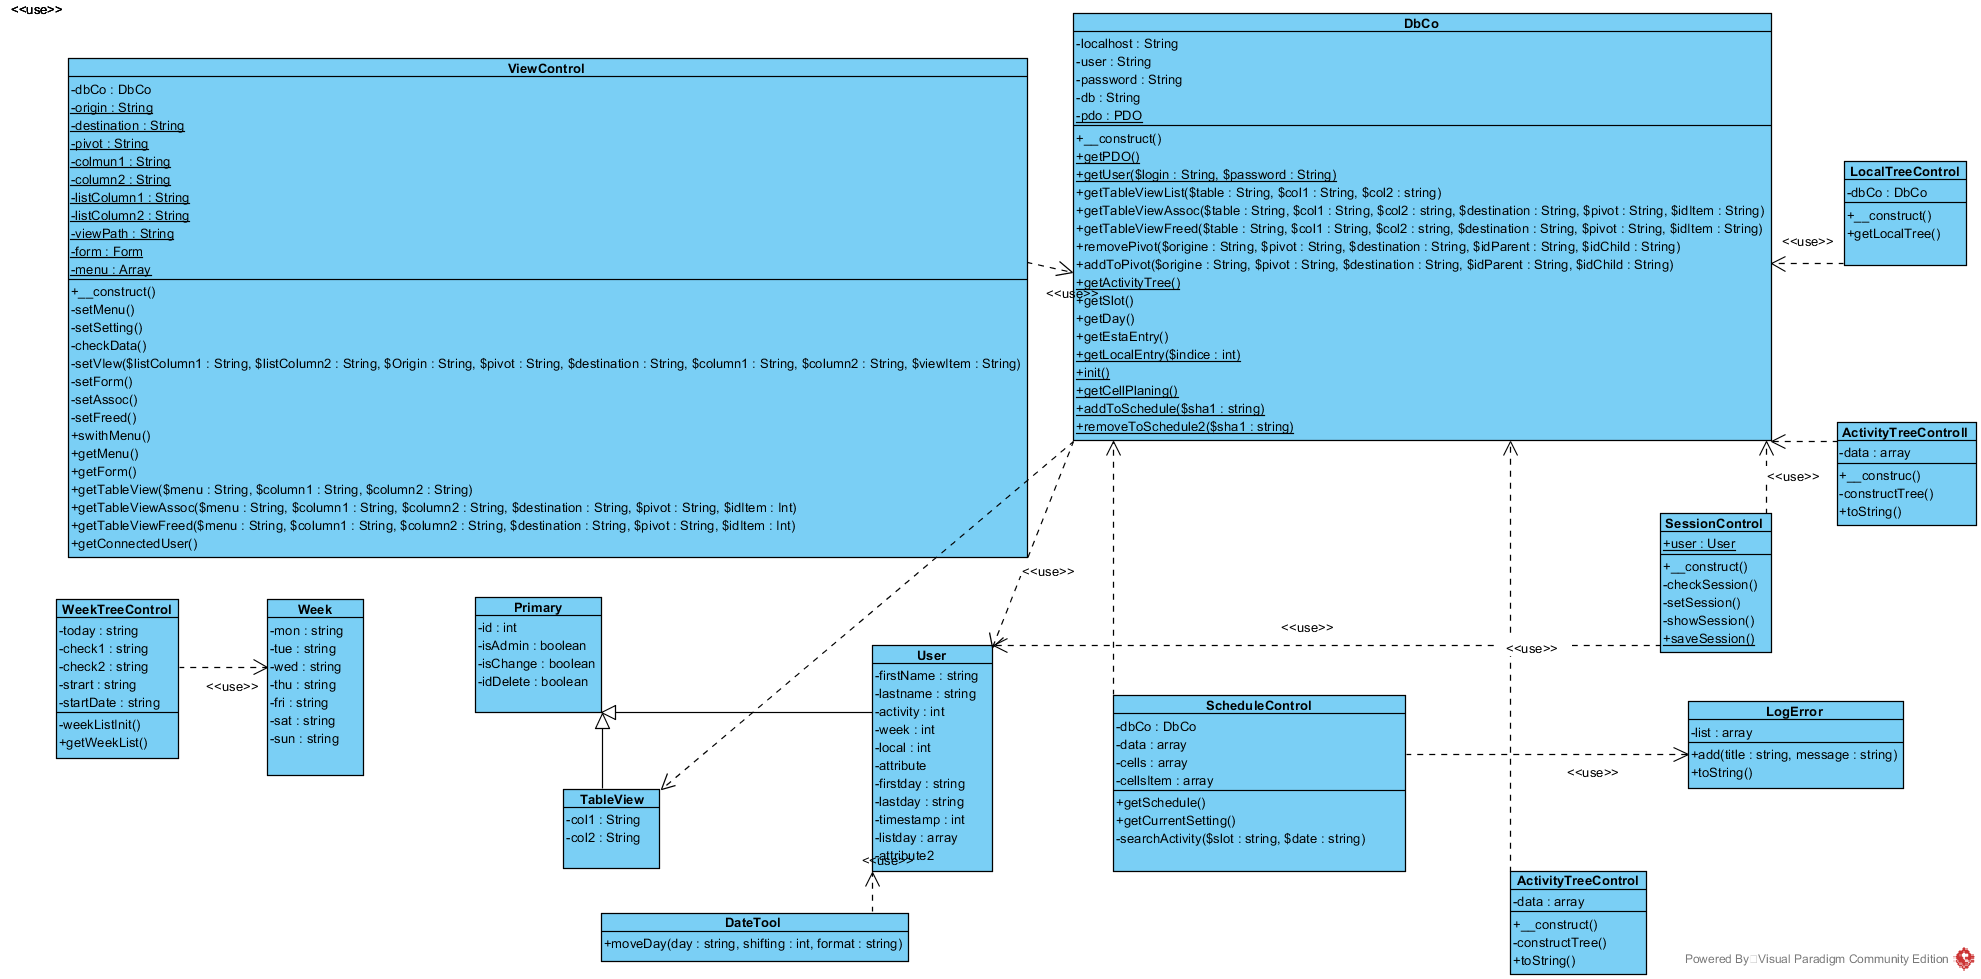 <<use>>
ViewControl
-dbCo : DbCo
-origin : String
-destination : String
-pivot : String
-colmun1 : String
-column2 : String
-listColumn1 : String
-listColumn2 : String
-viewPath : String
-form : Form
-menu : Array
+__construct()
-setMenu()
-setSetting()
-checkData()
-setVIew($listColumn1 : String, $listColumn2 : String, $Origin : String, $pivot : String, $destination : String, $column1 : String, $column2 : String, $viewItem : String)
-setForm()
-setAssoc()
-setFreed()
+swithMenu()
+getMenu()
+getForm()
+getTableView($menu : String, $column1 : String, $column2 : String)
+getTableViewAssoc($menu : String, $column1 : String, $column2 : String, $destination : String, $pivot : String, $idItem : Int)
+getTableViewFreed($menu : String, $column1 : String, $column2 : String, $destination : String, $pivot : String, $idItem : Int)
+getConnectedUser()
<<use>>
DbCo
-localhost : String
-user : String
-password : String
-db : String
-pdo : PDO
+__construct()
+getPDO()
+getUser($login : String, $password : String)
+getTableViewList($table : String, $col1 : String, $col2 : string)
+getTableViewAssoc($table : String, $col1 : String, $col2 : string, $destination : String, $pivot : String, $idItem : String)
+getTableViewFreed($table : String, $col1 : String, $col2 : string, $destination : String, $pivot : String, $idItem : String)
+removePivot($origine : String, $pivot : String, $destination : String, $idParent : String, $idChild : String)
+addToPivot($origine : String, $pivot : String, $destination : String, $idParent : String, $idChild : String)
+getActivityTree()
+getSlot()
+getDay()
+getEstaEntry()
+getLocalEntry($indice : int)
+init()
+getCellPlaning()
+addToSchedule($sha1 : string)
+removeToSchedule2($sha1 : string)
<<use>>
LocalTreeControl
-dbCo : DbCo
+__construct()
+getLocalTree()
ActivityTreeControll
-data : array
+__construc()
-constructTree()
+toString()
<<use>>
SessionControl
+user : User
+__construct()
-checkSession()
-setSession()
-showSession()
+saveSession()
<<use>>
<<use>>
<<use>>
WeekTreeControl
-today : string
-check1 : string
-check2 : string
-strart : string
-startDate : string
-weekListInit()
+getWeekList()
<<use>>
Week
-mon : string
-tue : string
-wed : string
-thu : string
-fri : string
-sat : string
-sun : string
Primary
-id : int
-isAdmin : boolean
-isChange : boolean
-idDelete : boolean
TableView
-col1 : String
-col2 : String
User
-firstName : string
-lastname : string
-activity : int
-week : int
-local : int
-attribute
-firstday : string
-lastday : string
-timestamp : int
-listday : array
-attribute2
<<use>>
DateTool
+moveDay(day : string, shifting : int, format : string)
ScheduleControl
-dbCo : DbCo
-data : array
-cells : array
-cellsItem : array
+getSchedule()
+getCurrentSetting()
-searchActivity($slot : string, $date : string)
<<use>>
LogError
-list : array
+add(title : string, message : string)
+toString()
ActivityTreeControl
-data : array
+__construct()
-constructTree()
+toString()
Powered By Visual Paradigm Community Edition